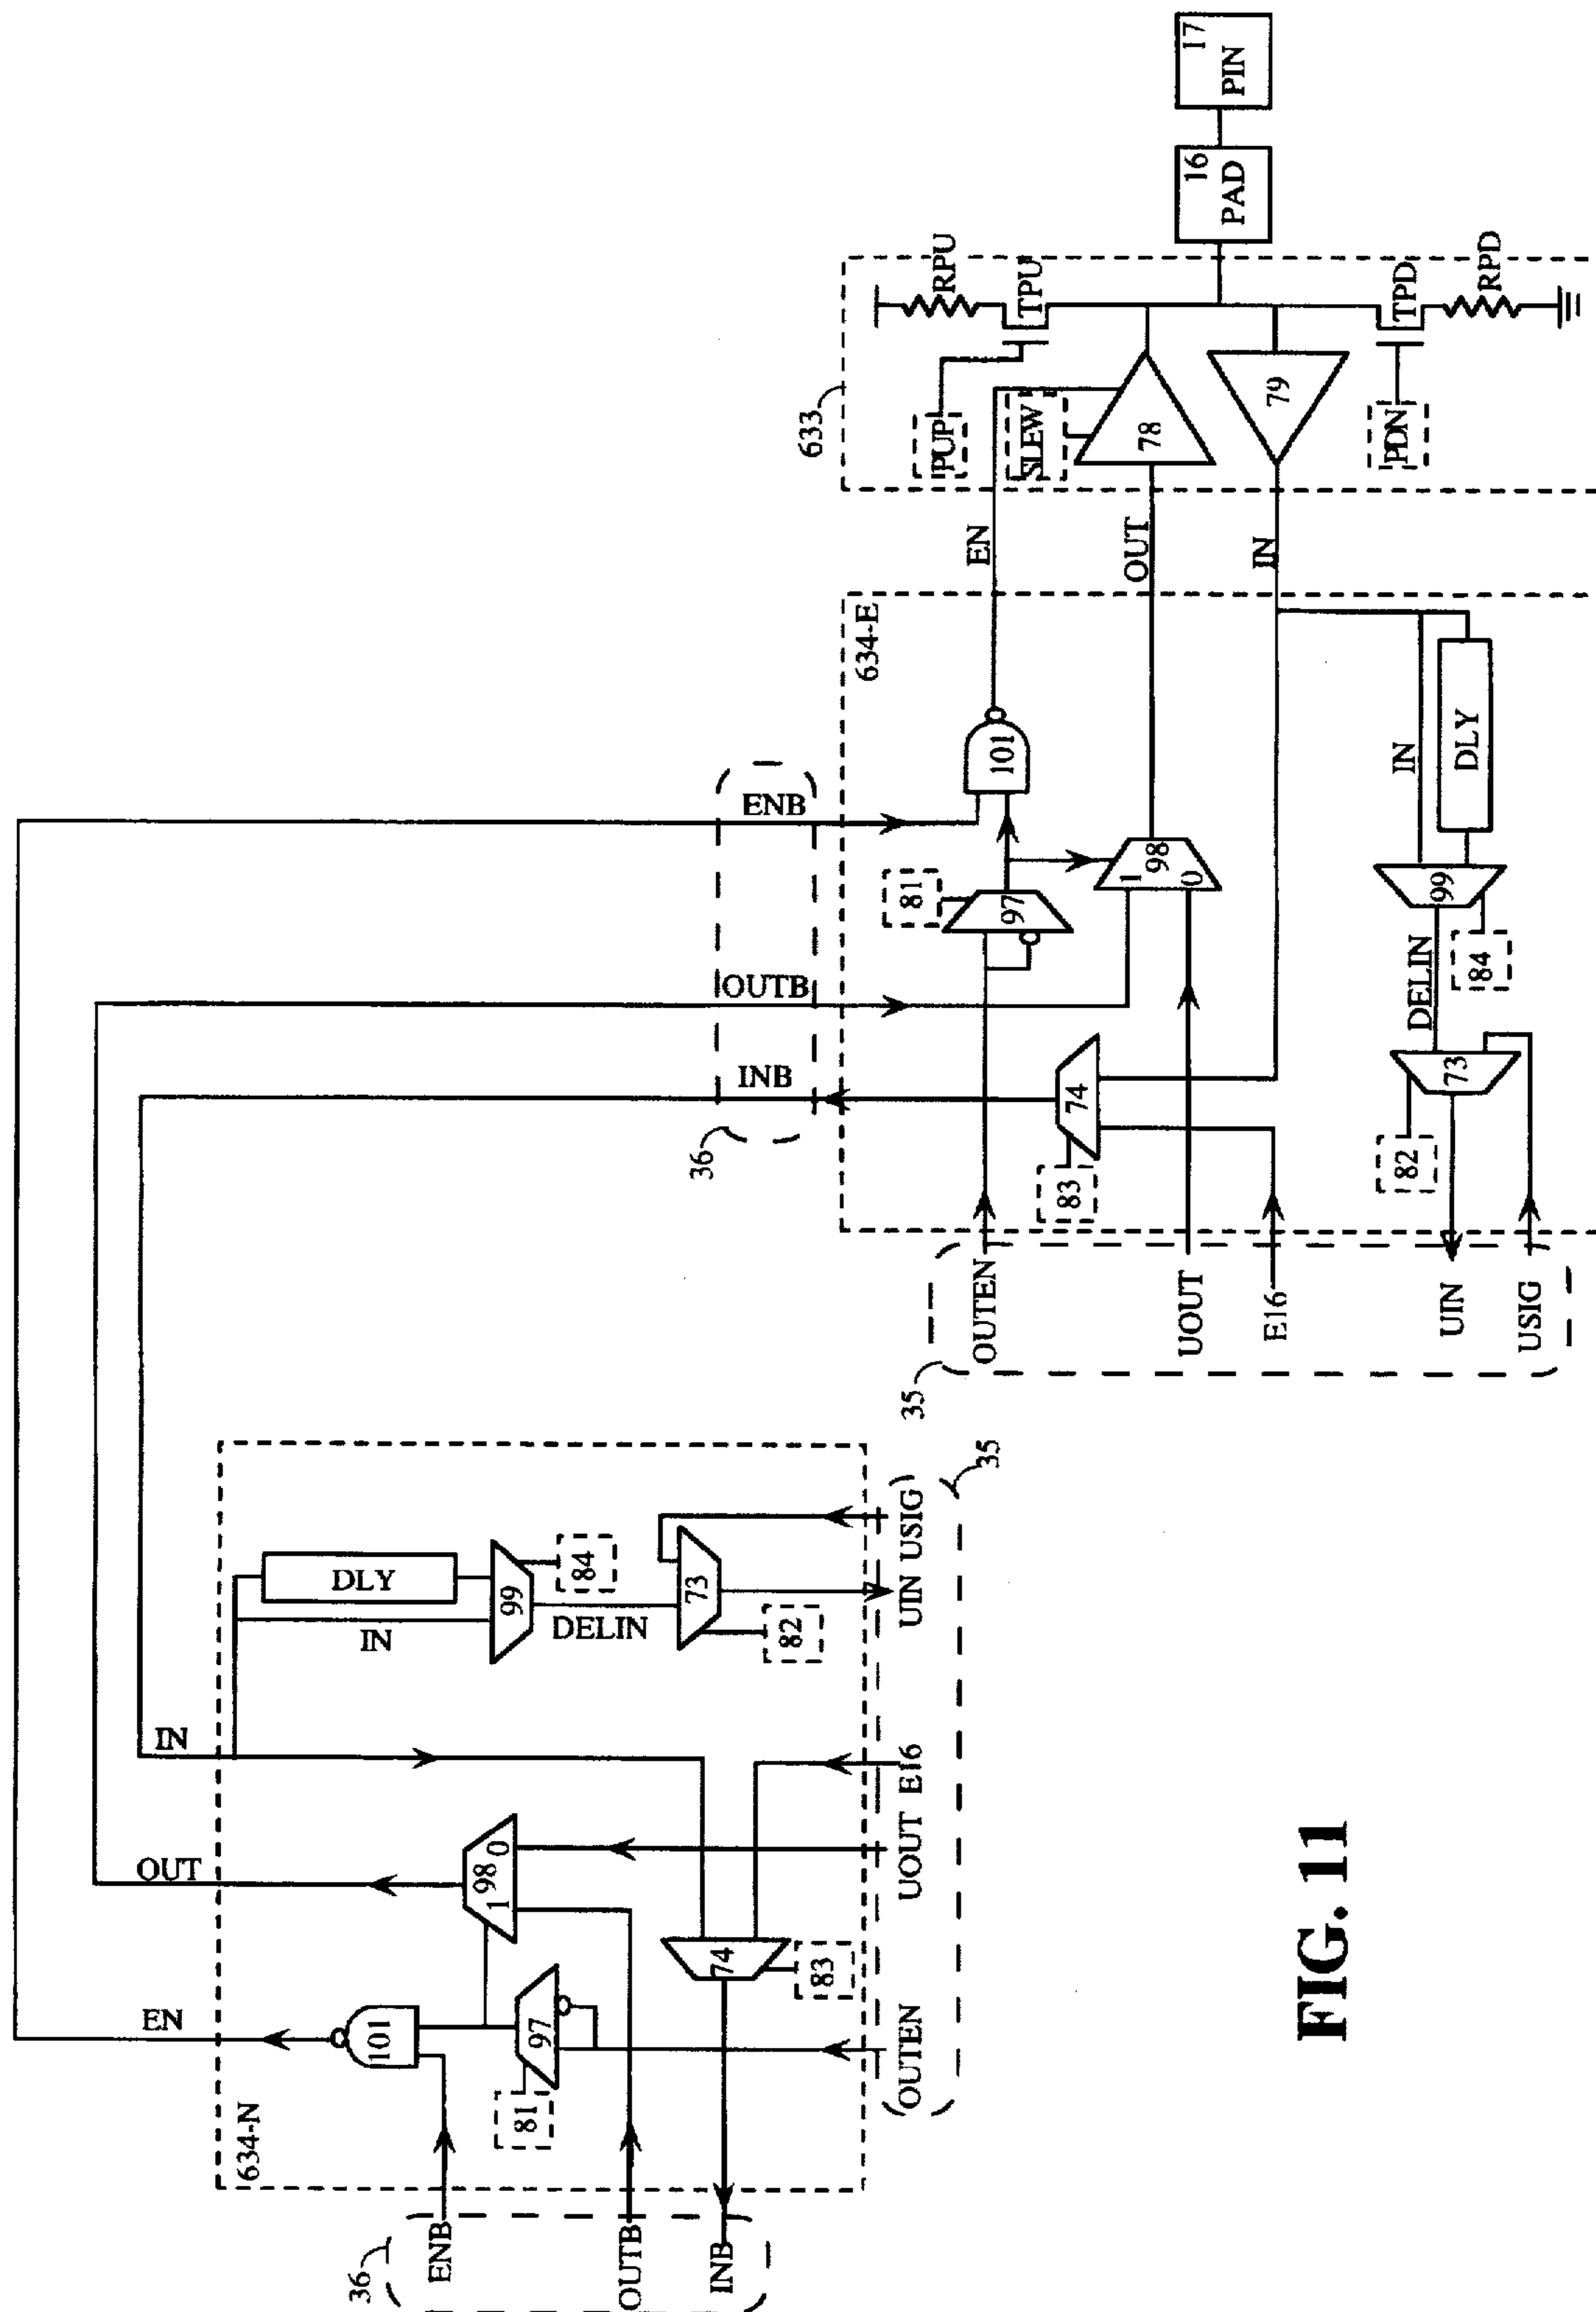 17
PIN
16
PAD
RPU
TPU
TPD
RPD
633
PUP
SLEW
78
79
PDN
EN
OUT
IN
634-E
101
ENB
OUTB
INB
36
81
97
1
98
0
IN
DLY
99
84
DELIN
74
83
73
82
OUTEN
UOUT
E16
UIN
USIG
35
35
DLY
IN
99
84
DELIN
73
82
UIN USIG
IN
OUT
EN
98
1
0
UOUT E16
101
97
81
74
83
OUTEN
634-N
36
ENB
OUTB
INB
FIG. 11